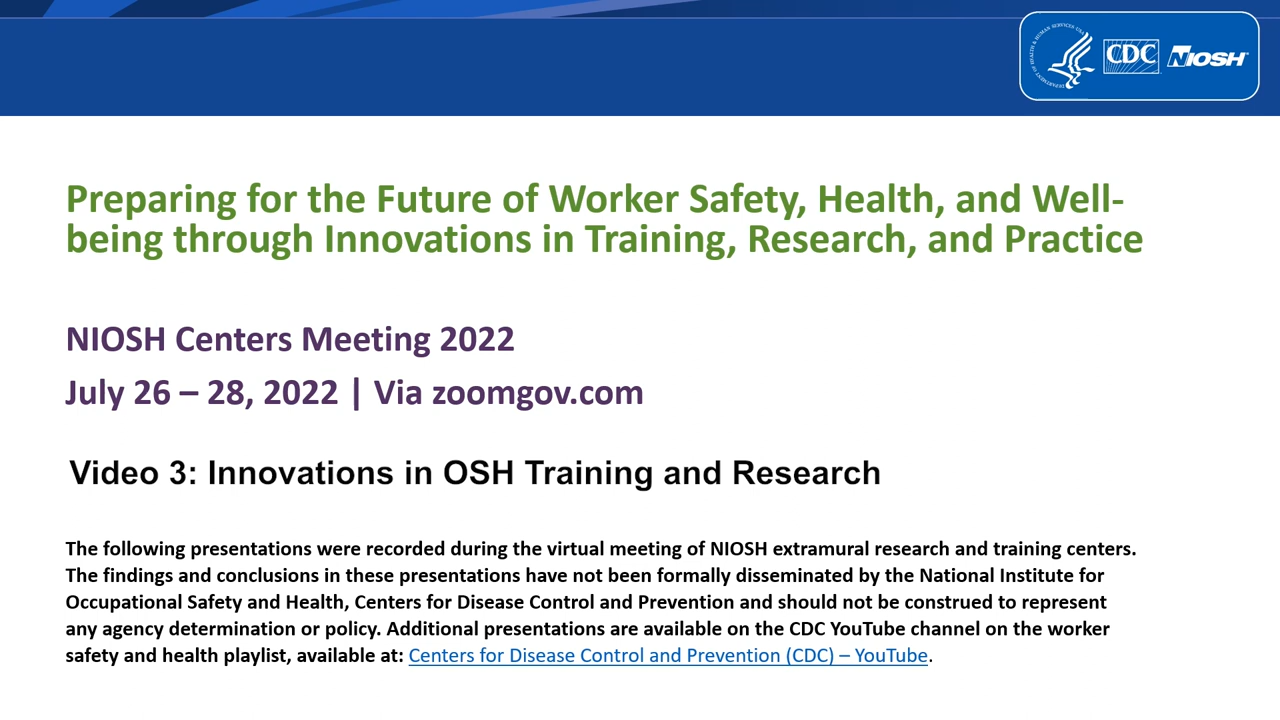 DEPARTMENT OF HEALTH & HUMAN SERVICES USA
CDC
NIOSH
Preparing for the Future of Worker Safety, Health, and Well-
being through Innovations in Training, Research, and Practice
NIOSH Centers Meeting 2022
July 26 – 28, 2022 | Via zoomgov.com
Video 3: Innovations in OSH Training and Research
The following presentations were recorded during the virtual meeting of NIOSH extramural research and training centers.
The findings and conclusions in these presentations have not been formally disseminated by the National Institute for
Occupational Safety and Health, Centers for Disease Control and Prevention and should not be construed to represent
any agency determination or policy. Additional presentations are available on the CDC YouTube channel on the worker
safety and health playlist, available at: Centers for Disease Control and Prevention (CDC) – YouTube.